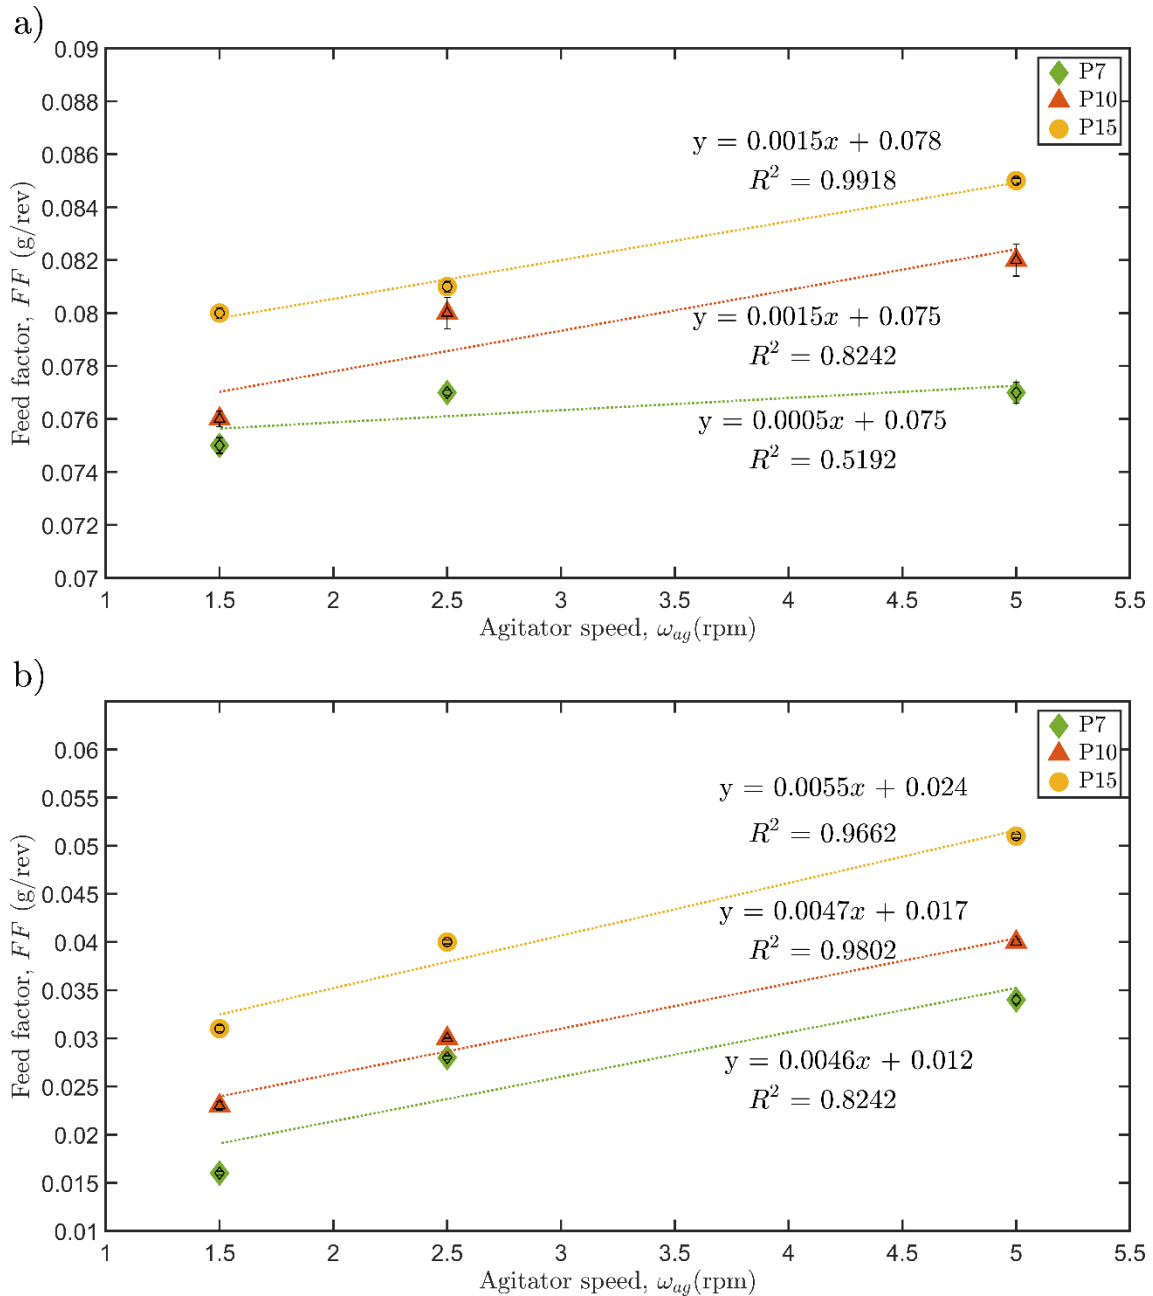 a)
0.09
0.088
0.086
0.084
0.082
0.08
0.078
0.076
0.074
0.072
0.07
Feed factor, FF (g/rev)
P7
P10
P15
y = 0.0015x + 0.078
R² = 0.9918
y = 0.0015x + 0.075
R² = 0.8242
y = 0.0005x + 0.075
R² = 0.5192
1 1.5 2 2.5 3 3.5 4 4.5 5 5.5
Agitator speed, ω_ag(rpm)
b)
0.06
0.055
0.05
0.045
0.04
0.035
0.03
0.025
0.02
0.015
0.01
Feed factor, FF (g/rev)
P7
P10
P15
y = 0.0055x + 0.024
R² = 0.9662
y = 0.0047x + 0.017
R² = 0.9802
y = 0.0046x + 0.012
R² = 0.8242
1 1.5 2 2.5 3 3.5 4 4.5 5 5.5
Agitator speed, ω_ag(rpm)